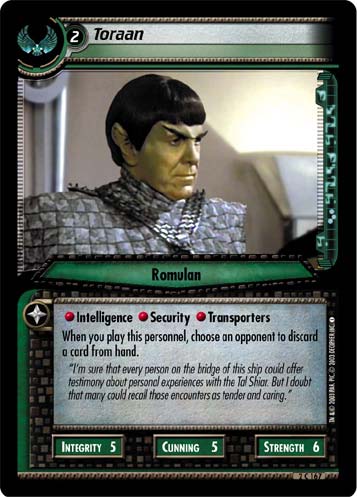 2 Toraan
Romulan
Intelligence Security Transporters
When you play this personnel, choose an opponent to discard
a card from hand.
"I'm sure that every person on the bridge of this ship could offer
testimony about personal experiences with the Tal Shiar. But I doubt
that many could recall those encounters as tender and caring."
INTEGRITY 5 CUNNING 5 STRENGTH 6
2 C 167